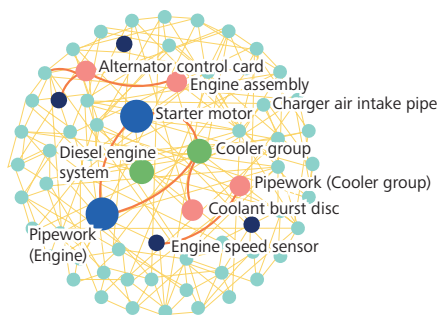 Alternator control card
Engine assembly
Charger air intake pipe
Starter motor
Diesel engine
system
Cooler group
Pipework (Cooler group)
Coolant burst disc
Pipework
(Engine)
Engine speed sensor